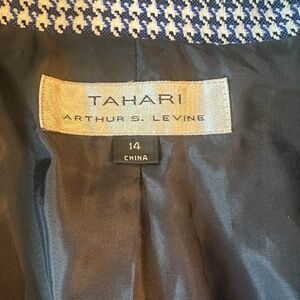 TAHARI
ARTHUR S. LEVINE
14
CHINA